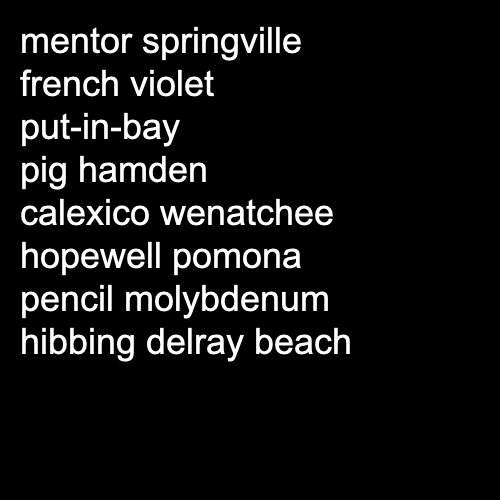 mentor springville
french violet
put-in-bay
pig hamden
calexico wenatchee
hopewell pomona
pencil molybdenum
hibbing delray beach